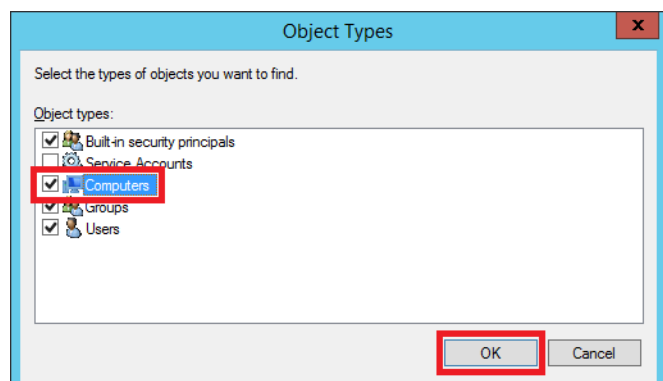 Object Types
x
Select the types of objects you want to find.
Object types:
Built-in security principals
Service Accounts
Computers
Groups
Users
OK
Cancel